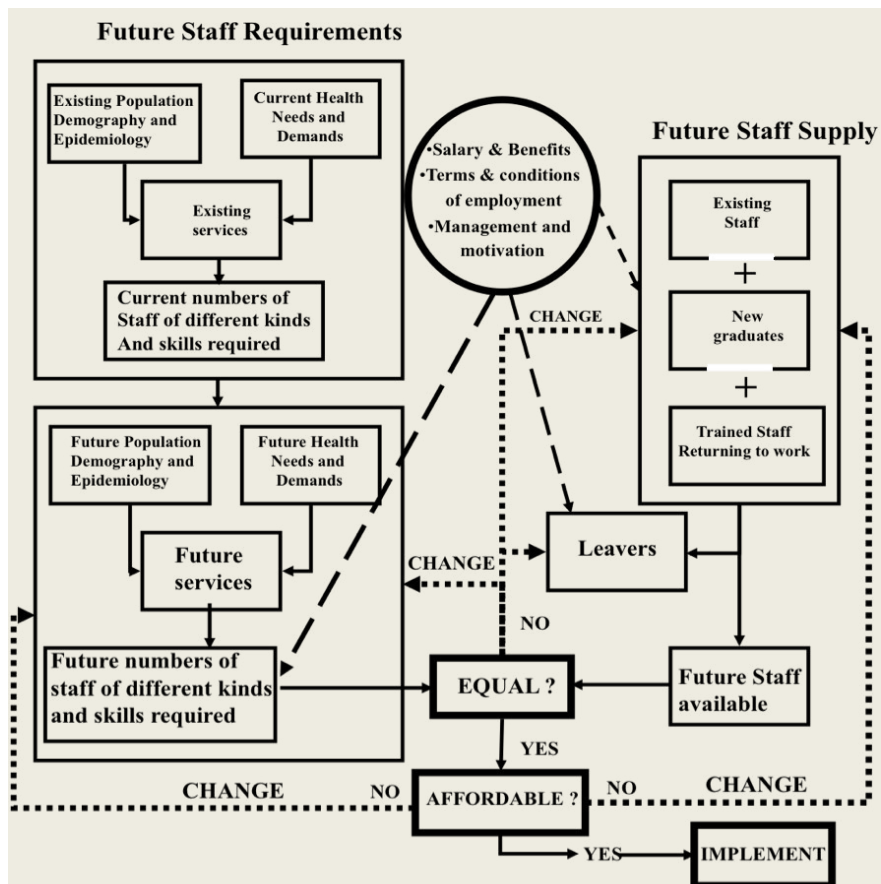 Future Staff Requirements
Existing Population
Demography and
Epidemiology
Current Health
Needs and
Demands
Existing
services
Current numbers of
Staff of different kinds
And skills required
Future Population
Demography and
Epidemiology
Future Health
Needs and
Demands
Future
services
Future numbers of
staff of different kinds
and skills required
•Salary & Benefits
•Terms & conditions
of employment
•Management and
motivation
Future Staff Supply
Existing
Staff
+
New
graduates
+
Trained Staff
Returning to work
CHANGE
Leavers
CHANGE
NO
EQUAL ?
Future Staff
available
YES
CHANGE
NO
AFFORDABLE ?
NO
CHANGE
YES
IMPLEMENT